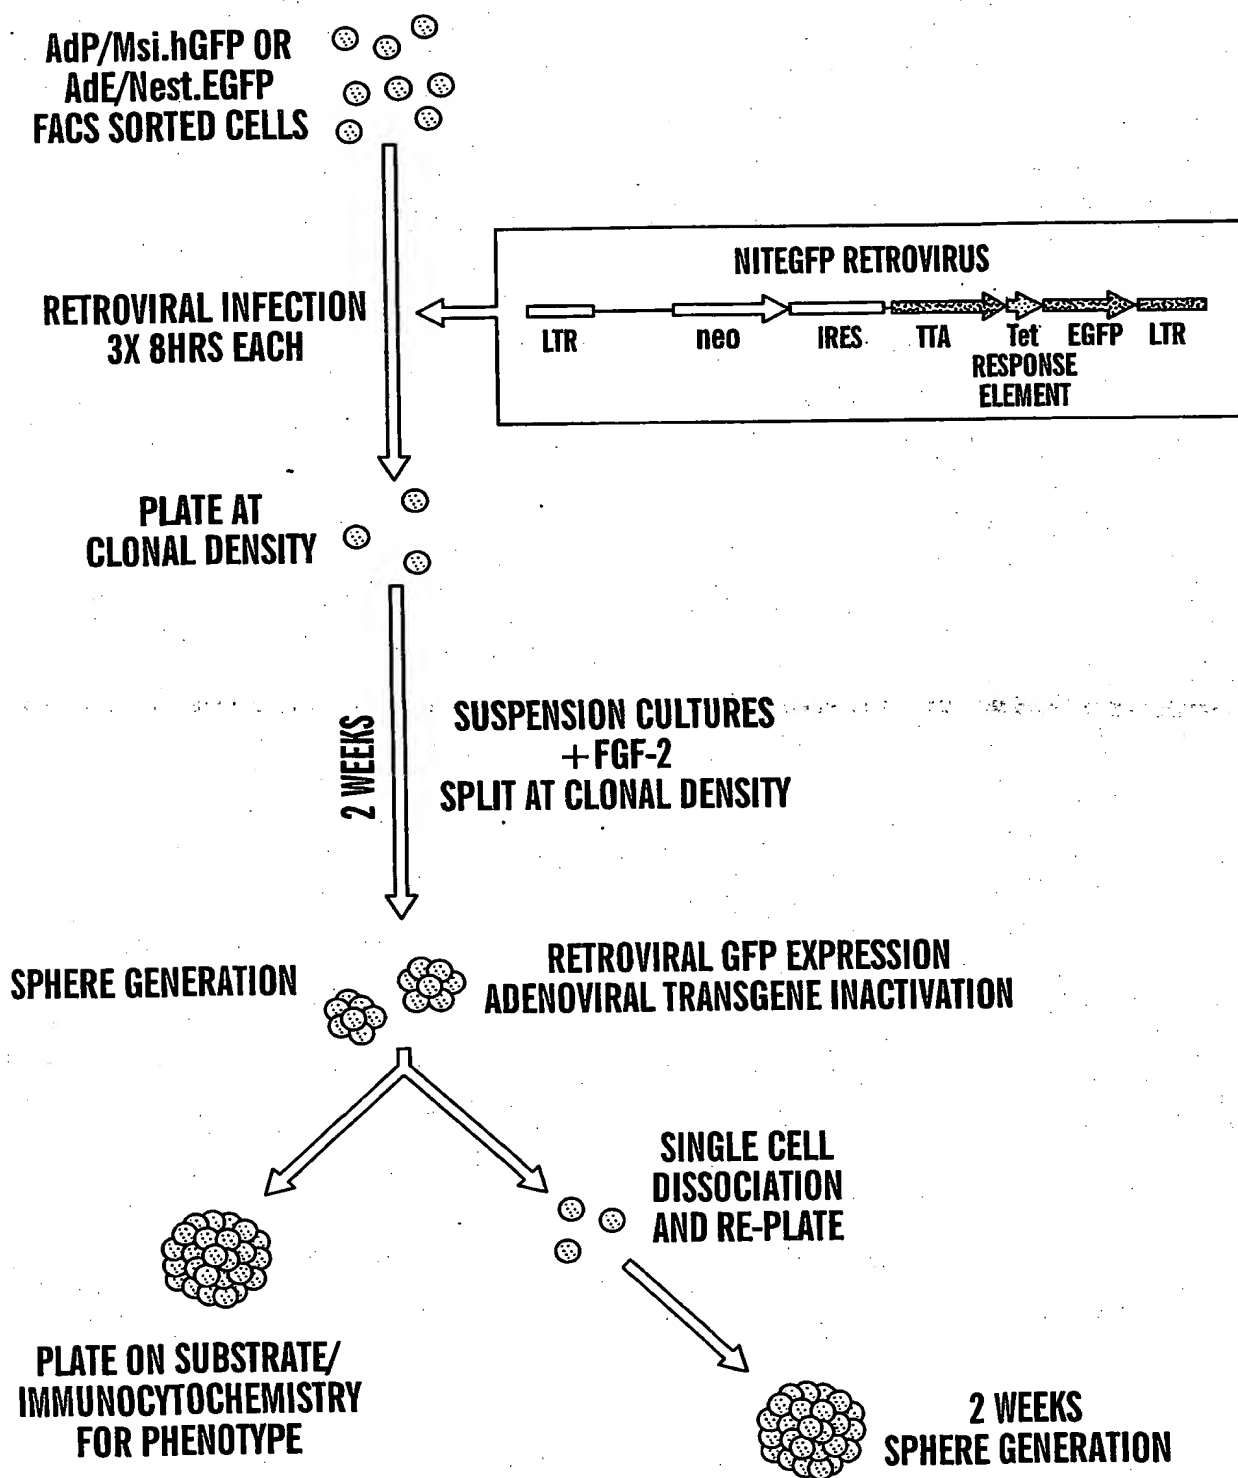 AdP/Msi.hGFP OR
AdE/Nest.EGFP
FACS SORTED CELLS
NITEGFP RETROVIRUS
LTR neo IRES TTA Tet EGFP LTR
RESPONSE
ELEMENT
RETROVIRAL INFECTION
3X 8HRS EACH
PLATE AT
CLONAL DENSITY
2 WEEKS
SUSPENSION CULTURES
+FGF-2
SPLIT AT CLONAL DENSITY
SPHERE GENERATION
RETROVIRAL GFP EXPRESSION
ADENOVIRAL TRANSGENE INACTIVATION
SINGLE CELL
DISSOCIATION
AND RE-PLATE
PLATE ON SUBSTRATE/
IMMUNOCYTOCHEMISTRY
FOR PHENOTYPE
2 WEEKS
SPHERE GENERATION